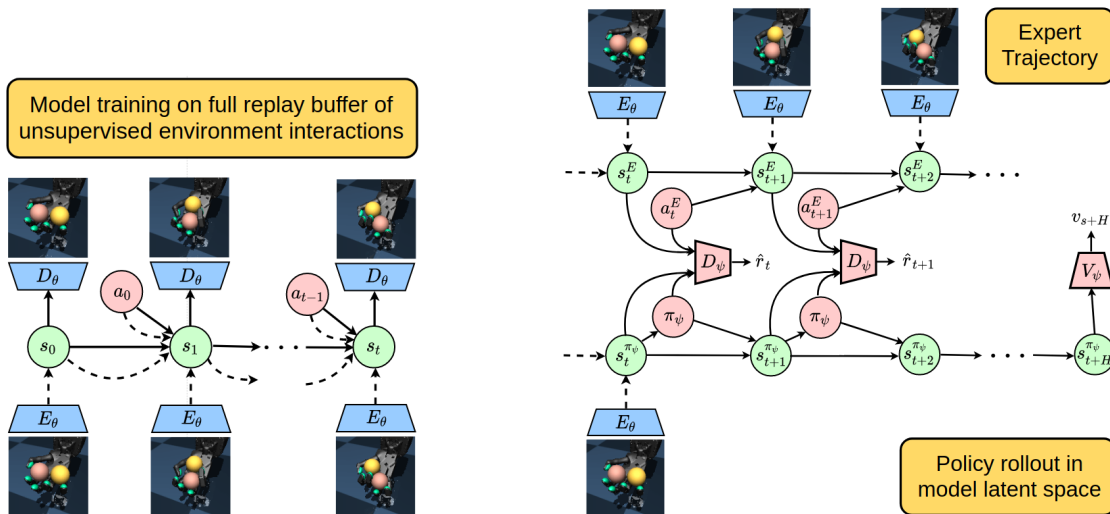 Model training on full replay buffer of
unsupervised environment interactions
D_θ
D_θ
D_θ
a_0
a_{t-1}
s_0
s_1
· · ·
s_t
E_θ
E_θ
E_θ
Expert
Trajectory
E_θ
E_θ
E_θ
s_t^E
s_{t+1}^E
s_{t+2}^E
· · ·
a_t^E
a_{t+1}^E
D_ψ
r̂_t
D_ψ
r̂_{t+1}
v_{s+H}
V_ψ
π_ψ
π_ψ
s_t^{π_ψ}
s_{t+1}^{π_ψ}
s_{t+2}^{π_ψ}
· · ·
s_{t+H}^{π_ψ}
E_θ
Policy rollout in
model latent space